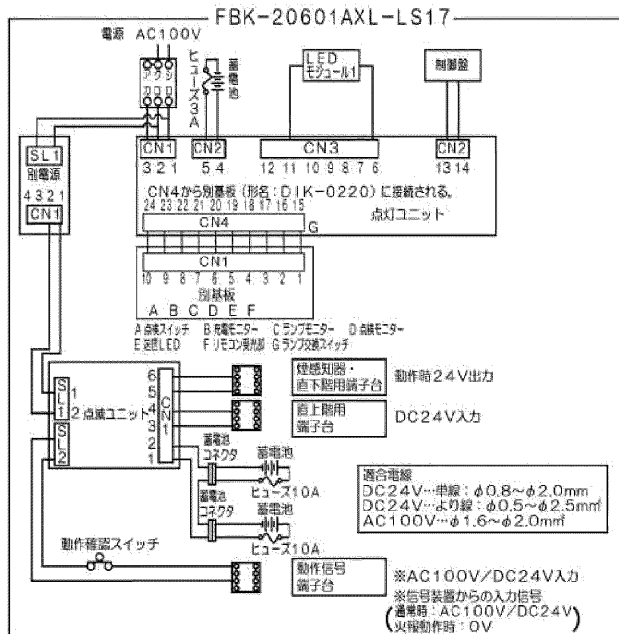 FBK-20601AXL-LS17
電源 AC100V
ア ク シ
カ ロ ロ
ヒューズ3A
蓄電池
LED
モジュール1
制御盤
SL1
別電源
4 3 2 1
CN1
CN1
3 2 1
CN2
5 4
CN3
12 11 10 9 8 7 6
CN2
13 14
CN4から別基板(形名:DIK-0220)に接続される。
24 23 22 21 20 19 18 17 16 15
CN4
G
点灯ユニット
CN1
10 9 8 7 6 5 4 3 2 1
別基板
A B C D E F
A 点検スイッチ B 充電モニター C ランプモニター D 点検モニター
E 送信LED F リモコン受光部 G ランプ交換スイッチ
SL1
1
2
SL2
点滅ユニット
CN1
6
5
4
3
2
1
煙感知器・
直下階用端子台
動作時24V出力
直上階用
端子台
DC24V入力
蓄電池
コネクタ
蓄電池
ヒューズ10A
蓄電池
コネクタ
蓄電池
ヒューズ10A
適合電線
DC24V…単線:φ0.8~φ2.0mm
DC24V…より線:φ0.5~φ2.5mm²
AC100V…φ1.6~φ2.0mm²
動作確認スイッチ
動作信号
端子台
※AC100V/DC24V入力
※信号装置からの入力信号
(通常時:AC100V/DC24V
火報動作時:0V)